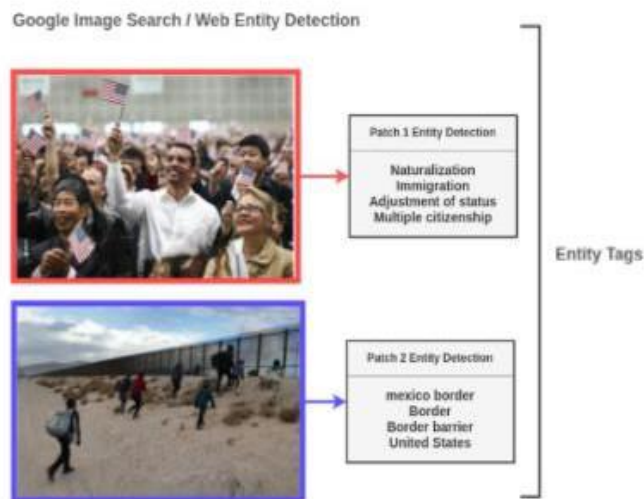 Google Image Search / Web Entity Detection
Patch 1 Entity Detection
Naturalization
Immigration
Adjustment of status
Multiple citizenship
Entity Tags
Patch 2 Entity Detection
mexico border
Border
Border barrier
United States